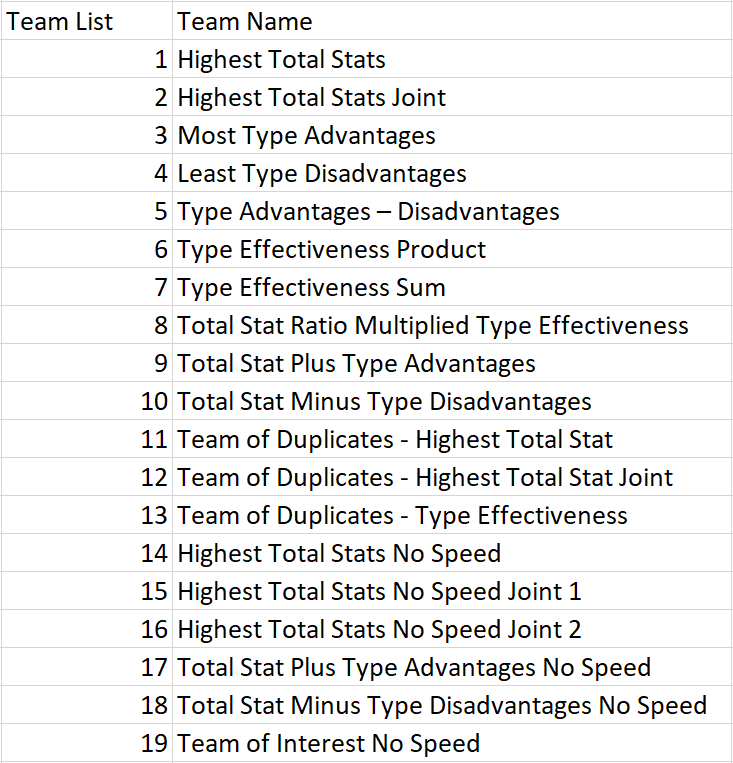 Team List Team Name
1 Highest Total Stats
2 Highest Total Stats Joint
3 Most Type Advantages
4 Least Type Disadvantages
5 Type Advantages – Disadvantages
6 Type Effectiveness Product
7 Type Effectiveness Sum
8 Total Stat Ratio Multiplied Type Effectiveness
9 Total Stat Plus Type Advantages
10 Total Stat Minus Type Disadvantages
11 Team of Duplicates - Highest Total Stat
12 Team of Duplicates - Highest Total Stat Joint
13 Team of Duplicates - Type Effectiveness
14 Highest Total Stats No Speed
15 Highest Total Stats No Speed Joint 1
16 Highest Total Stats No Speed Joint 2
17 Total Stat Plus Type Advantages No Speed
18 Total Stat Minus Type Disadvantages No Speed
19 Team of Interest No Speed